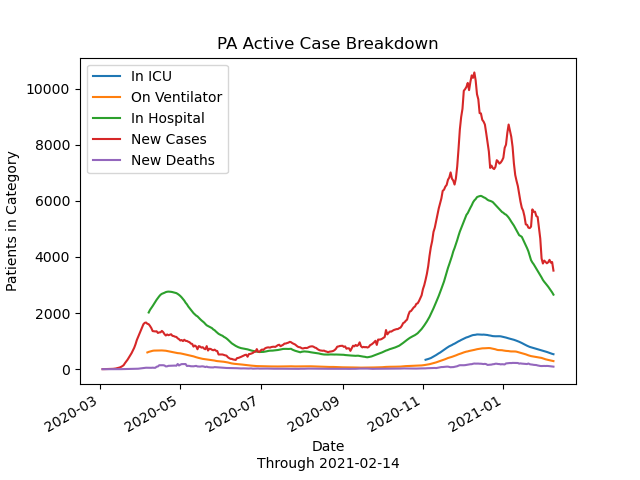 PA Active Case Breakdown
In ICU
On Ventilator
In Hospital
New Cases
New Deaths
Patients in Category
10000
8000
6000
4000
2000
0
2020-03
2020-05
2020-07
2020-09
2020-11
2021-01
Date
Through 2021-02-14